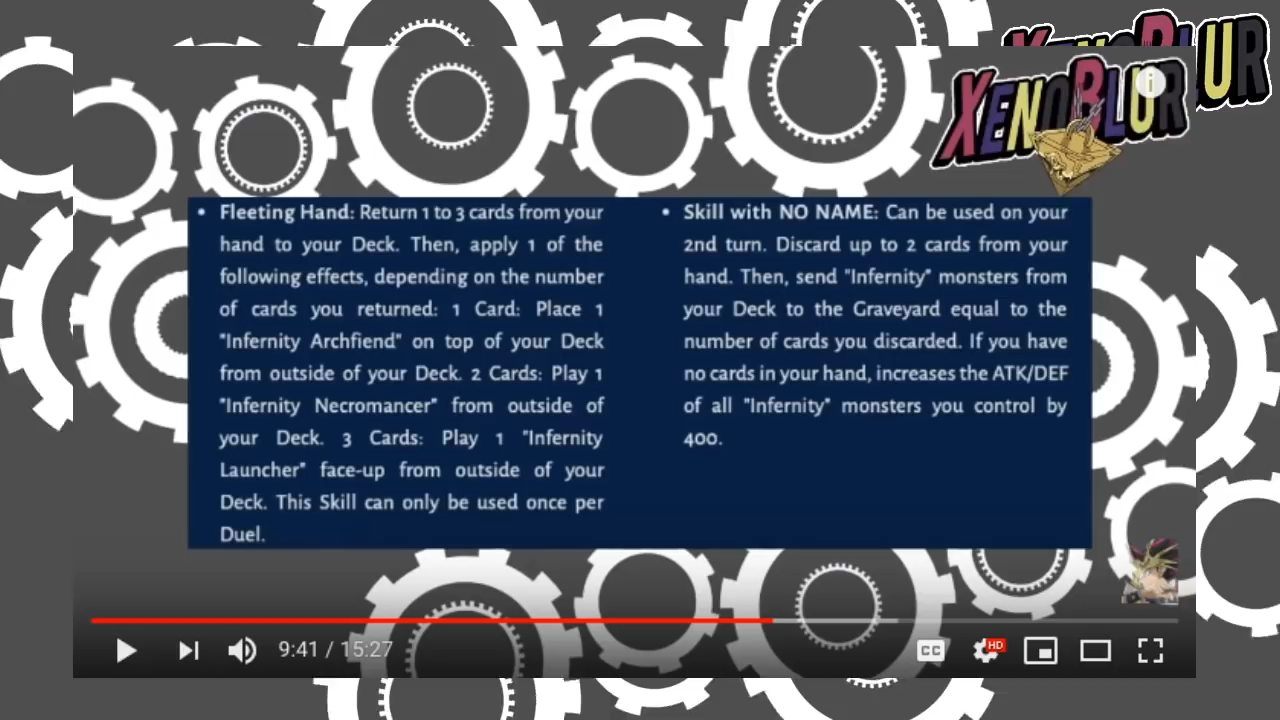 XENOBLUR
XENOBLUR
i
• Fleeting Hand: Return 1 to 3 cards from your
hand to your Deck. Then, apply 1 of the
following effects, depending on the number
of cards you returned: 1 Card: Place 1
"Infernity Archfiend" on top of your Deck
from outside of your Deck. 2 Cards: Play 1
"Infernity Necromancer" from outside of
your Deck. 3 Cards: Play 1 "Infernity
Launcher" face-up from outside of your
Deck. This Skill can only be used once per
Duel.
• Skill with NO NAME: Can be used on your
2nd turn. Discard up to 2 cards from your
hand. Then, send "Infernity" monsters from
your Deck to the Graveyard equal to the
number of cards you discarded. If you have
no cards in your hand, increases the ATK/DEF
of all "Infernity" monsters you control by
400.
9:41 / 15:27
CC
HD